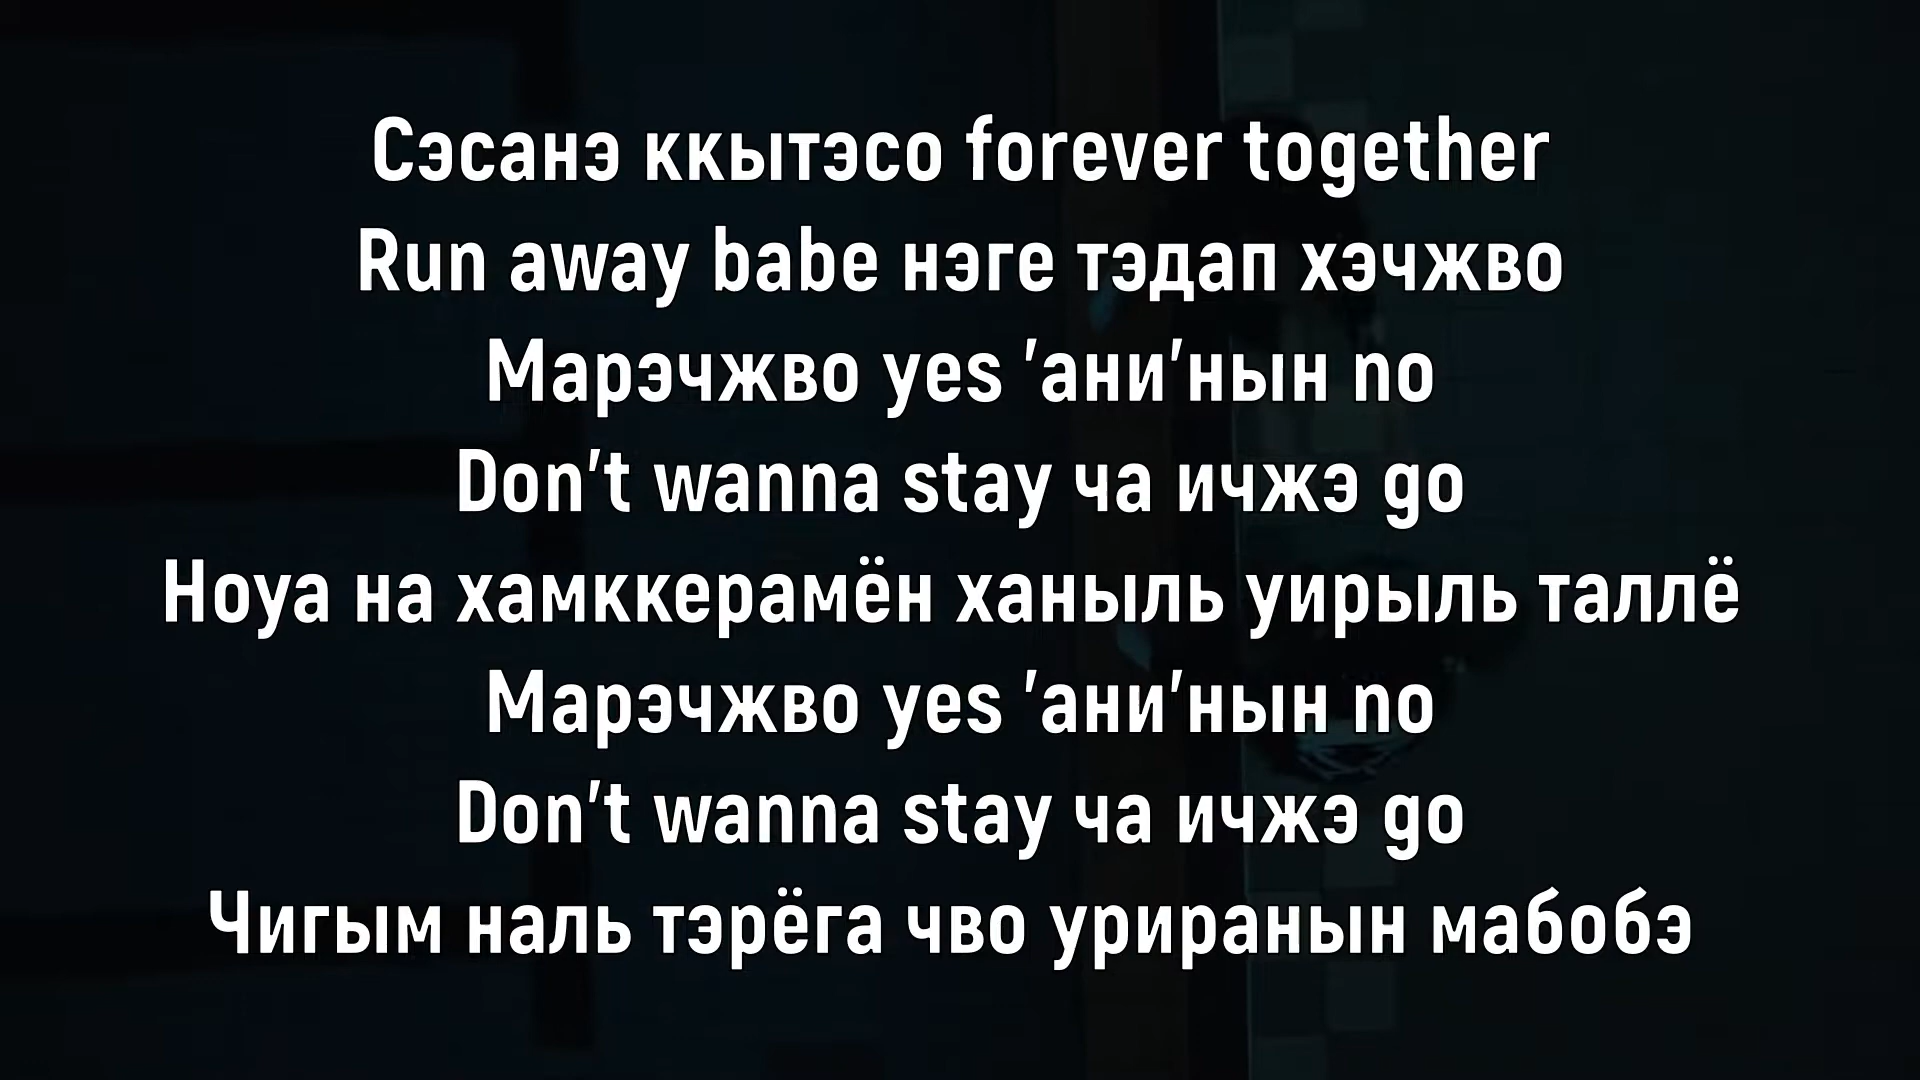 Сэсанэ ккытэсо forever together
Run away babe нэге тэдап хэчжво
Марэчжво yes 'ани'нын no
Don't wanna stay ча ичжэ go
Ноуа на хамккерамён ханыль уирыль таллё
Марэчжво yes 'ани'нын no
Don't wanna stay ча ичжэ go
Чигым наль тэрёга чво уриранын мабобэ